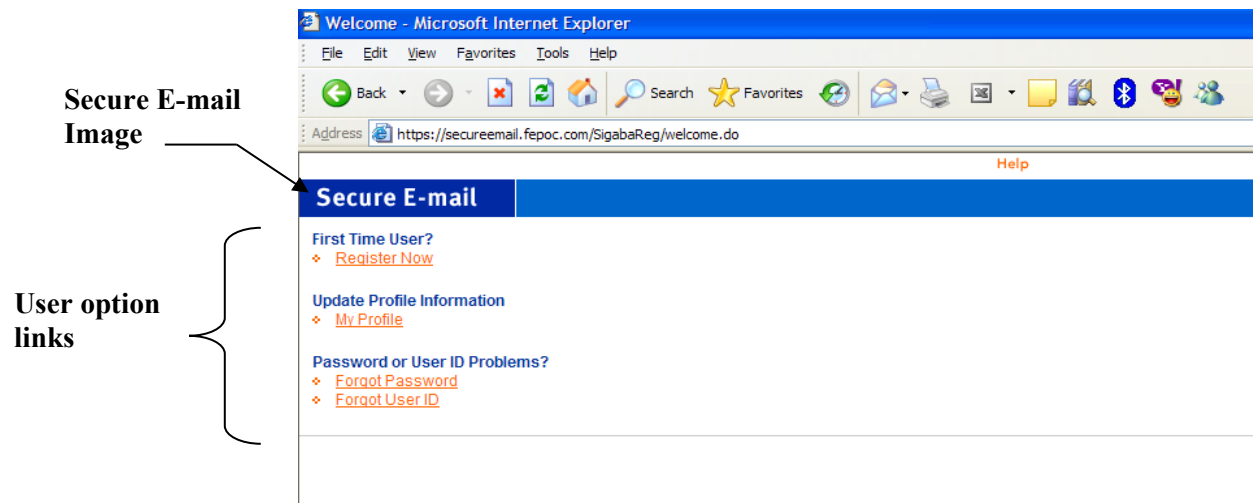 Welcome - Microsoft Internet Explorer
File Edit View Favorites Tools Help
Back Search Favorites
Address https://secureemail.fepoc.com/SigabaReg/welcome.do
Help
Secure E-mail
Image
Secure E-mail
First Time User?
Register Now
Update Profile Information
My Profile
User option
links
Password or User ID Problems?
Forgot Password
Forgot User ID